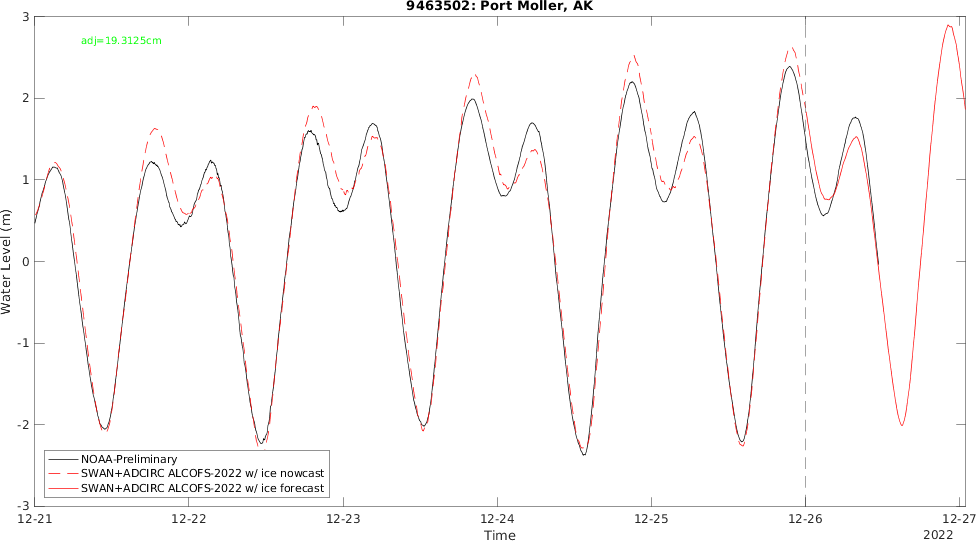 9463502: Port Moller, AK
adj=19.3125cm
3
2
1
0
-1
-2
-3
Water Level (m)
NOAA-Preliminary
SWAN+ADCIRC ALCOFS-2022 w/ ice nowcast
SWAN+ADCIRC ALCOFS-2022 w/ ice forecast
12-21 12-22 12-23 12-24 12-25 12-26 12-27
Time
2022